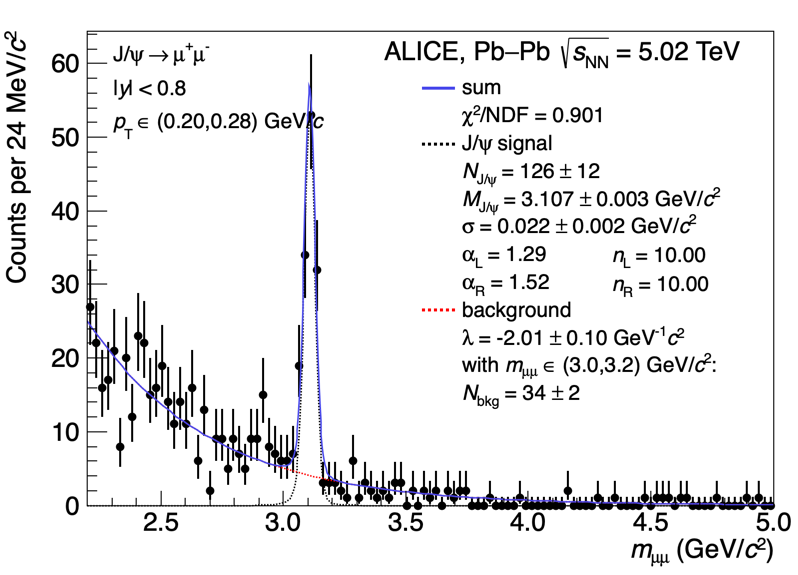 Counts per 24 MeV/c²
60
50
40
30
20
10
0
J/ψ → μ⁺μ⁻
|y| < 0.8
p_T ∈ (0.20,0.28) GeV/c
ALICE, Pb–Pb √s_NN = 5.02 TeV
sum
χ²/NDF = 0.901
J/ψ signal
N_J/ψ = 126 ± 12
M_J/ψ = 3.107 ± 0.003 GeV/c²
σ = 0.022 ± 0.002 GeV/c²
α_L = 1.29 n_L = 10.00
α_R = 1.52 n_R = 10.00
background
λ = -2.01 ± 0.10 GeV⁻¹c²
with m_μμ ∈ (3.0,3.2) GeV/c²:
N_bkg = 34 ± 2
2.5 3.0 3.5 4.0 4.5 5.0
m_μμ (GeV/c²)